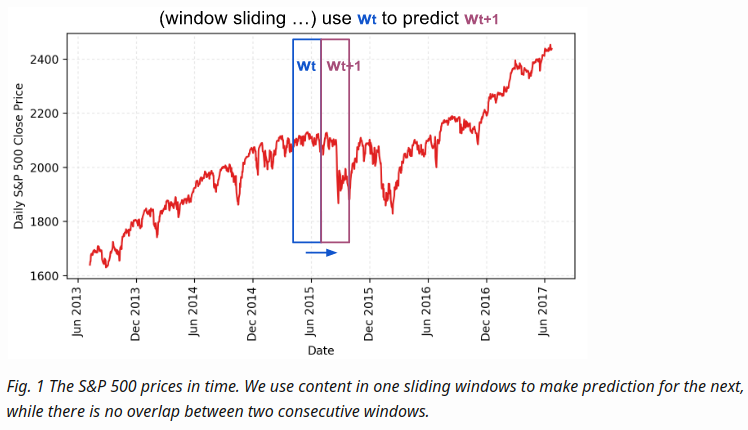 (window sliding ...) use Wt to predict Wt+1
Wt Wt+1
2400
2200
2000
1800
1600
Daily S&P 500 Close Price
Jun 2013
Dec 2013
Jun 2014
Dec 2014
Jun 2015
Dec 2015
Jun 2016
Dec 2016
Jun 2017
Date
Fig. 1 The S&P 500 prices in time. We use content in one sliding windows to make prediction for the next,
while there is no overlap between two consecutive windows.